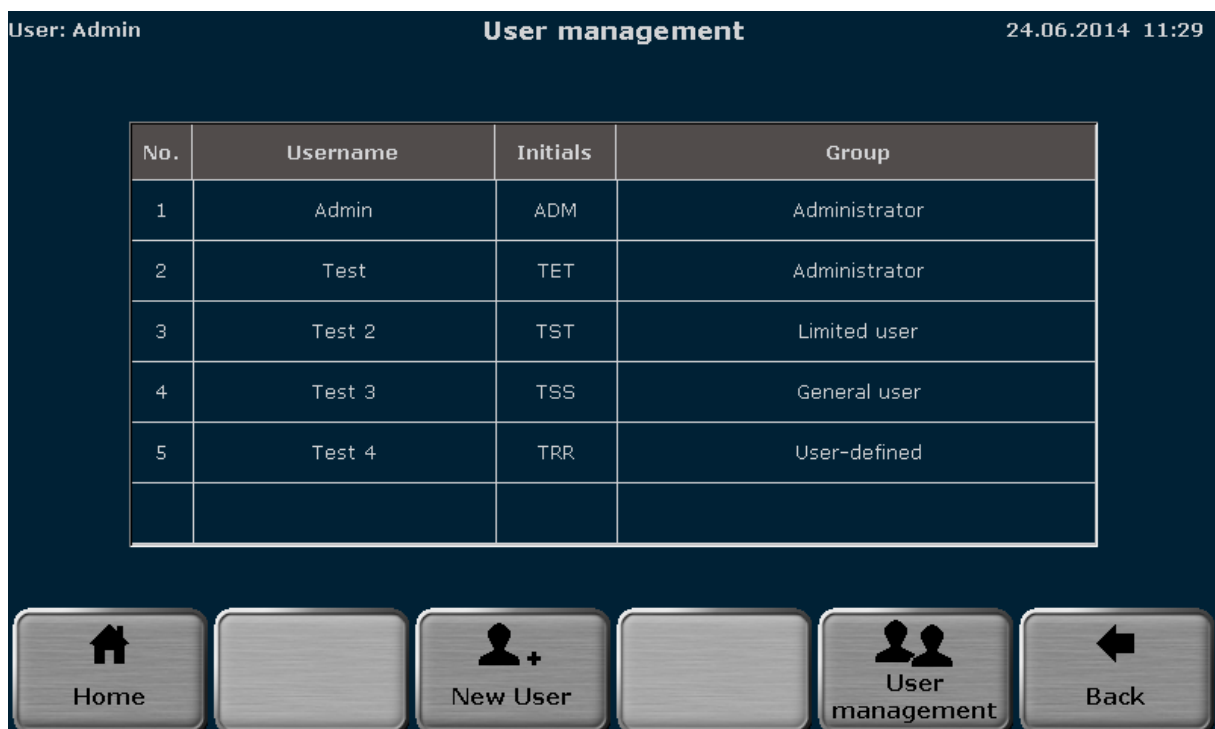 User: Admin User management 24.06.2014 11:29
No. Username Initials Group
1 Admin ADM Administrator
2 Test TET Administrator
3 Test 2 TST Limited user
4 Test 3 TSS General user
5 Test 4 TRR User-defined
Home New User User management Back